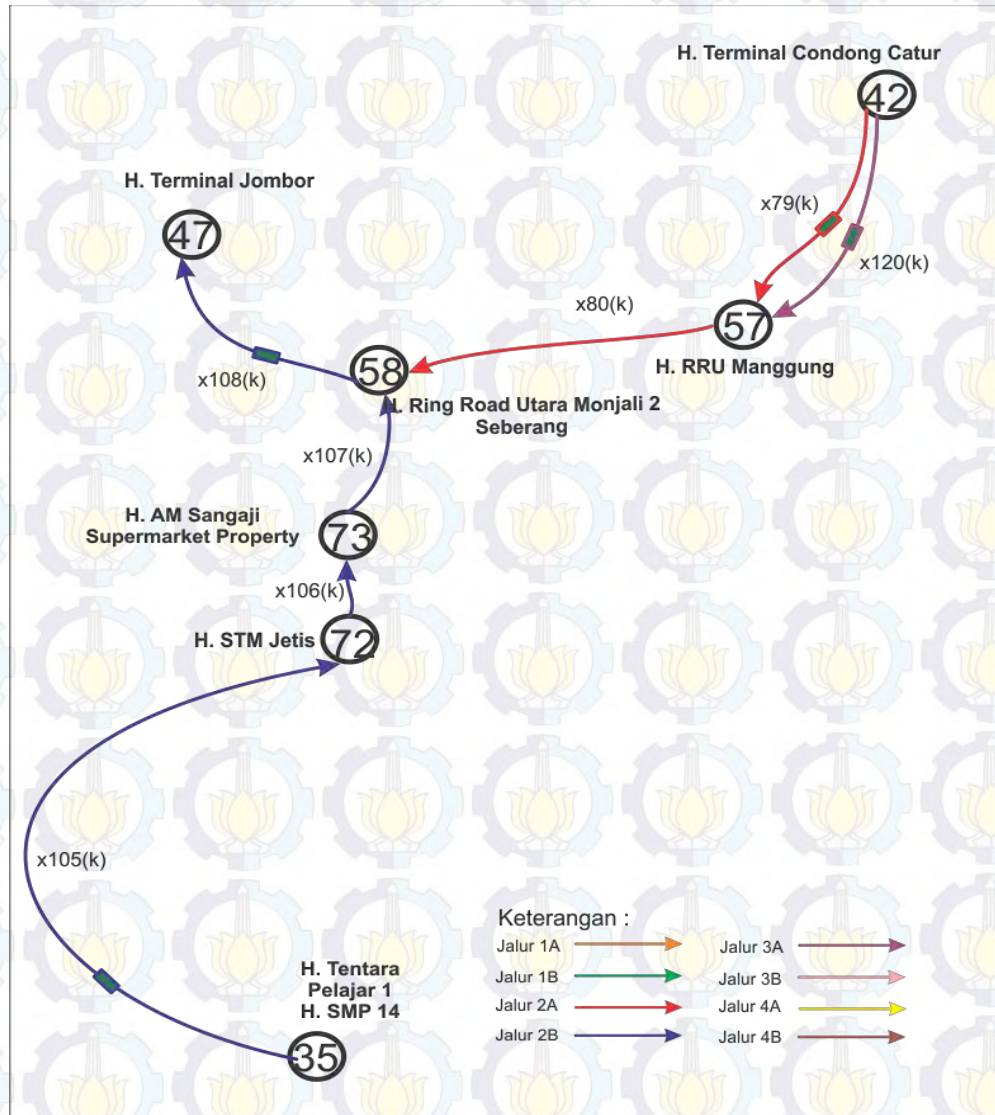 H. Terminal Condong Catur
42
H. Terminal Jombor
47
x79(k)
x120(k)
x80(k)
57
H. RRU Manggung
58
x108(k)
H. Ring Road Utara Monjali 2
Seberang
x107(k)
H. AM Sangaji
Supermarket Property
73
x106(k)
H. STM Jetis
72
x105(k)
H. Tentara
Pelajar 1
H. SMP 14
35
Keterangan :
Jalur 1A
Jalur 1B
Jalur 2A
Jalur 2B
Jalur 3A
Jalur 3B
Jalur 4A
Jalur 4B